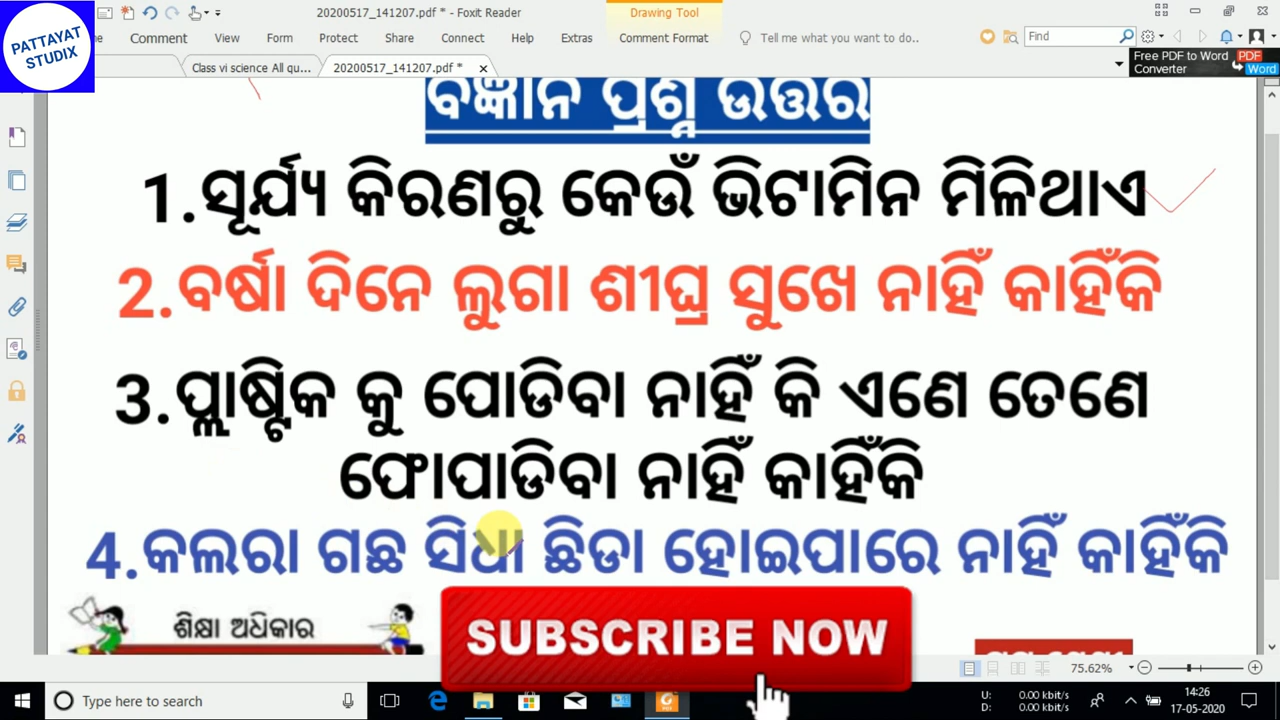 PATTAYAT
STUDIX
20200517_141207.pdf * - Foxit Reader
Drawing Tool
Comment View Form Protect Share Connect Help Extras Comment Format Tell me what you want to do.. Find
Class vi science All qu... 20200517_141207.pdf *
Free PDF to Word
Converter
PDF
Word
ବିଜ୍ଞାନ ପ୍ରଶ୍ନ ଉତ୍ତର
1.ସୂର୍ଯ୍ୟ କିରଣରୁ କେଉଁ ଭିଟାମିନ ମିଳିଥାଏ
2.ବର୍ଷା ଦିନେ ଲୁଗା ଶୀଘ୍ର ସୁଖେ ନାହିଁ କାହିଁକି
3.ପ୍ଲାଷ୍ଟିକ କୁ ପୋଡିବା ନାହିଁ କି ଏଣେ ତେଣେ
ଫୋପାଡିବା ନାହିଁ କାହିଁକି
4.କଲରା ଗଛ ସିଧା ଛିଡା ହୋଇପାରେ ନାହିଁ କାହିଁକି
ଶିକ୍ଷା ଅଧିକାର
SUBSCRIBE NOW
75.62%
Type here to search
U: 0.00 kbit/s
D: 0.00 kbit/s
14:26
17-05-2020